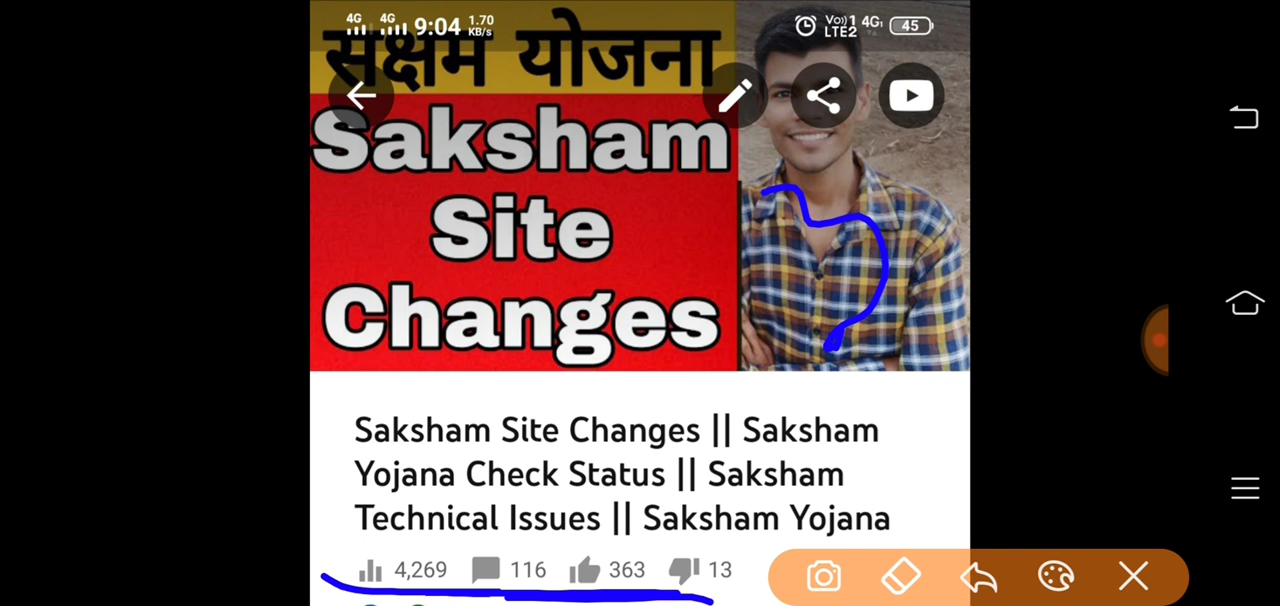 4G 4G 9:04 1.70 KB/s Vo)) 1 LTE2 4G 45
सक्षम योजना
Saksham
Site
Changes
Saksham Site Changes || Saksham
Yojana Check Status || Saksham
Technical Issues || Saksham Yojana
4,269 116 363 13